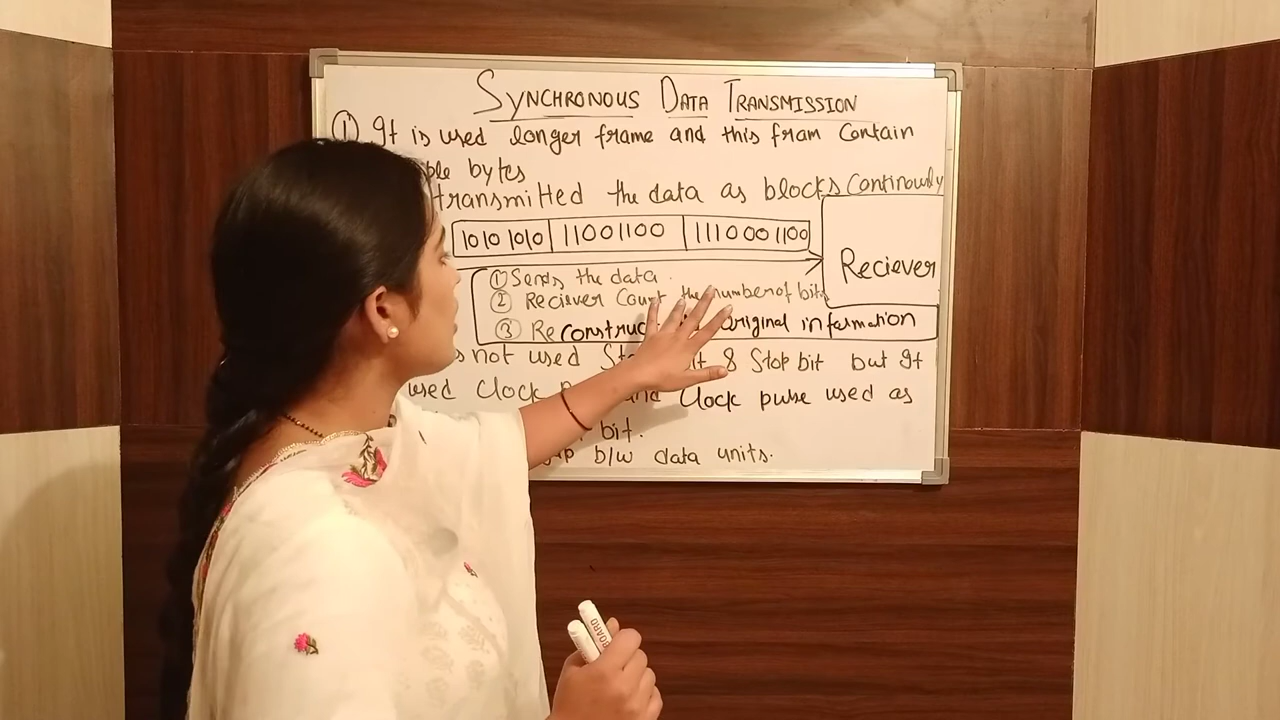 SYNCHRONOUS DATA TRANSMISSION
① It is used longer frame and this fram contain
ple bytes
transmitted the data as blocks Continously
1010 1010 11001100 111000 1100
Reciever
① Sends the data.
② Reciever Count the number of bits
③ Reconstruc original information
s not used St it & Stop bit but It
used Clock P and Clock pulse used as
bit.
b/w data units.
BOARD